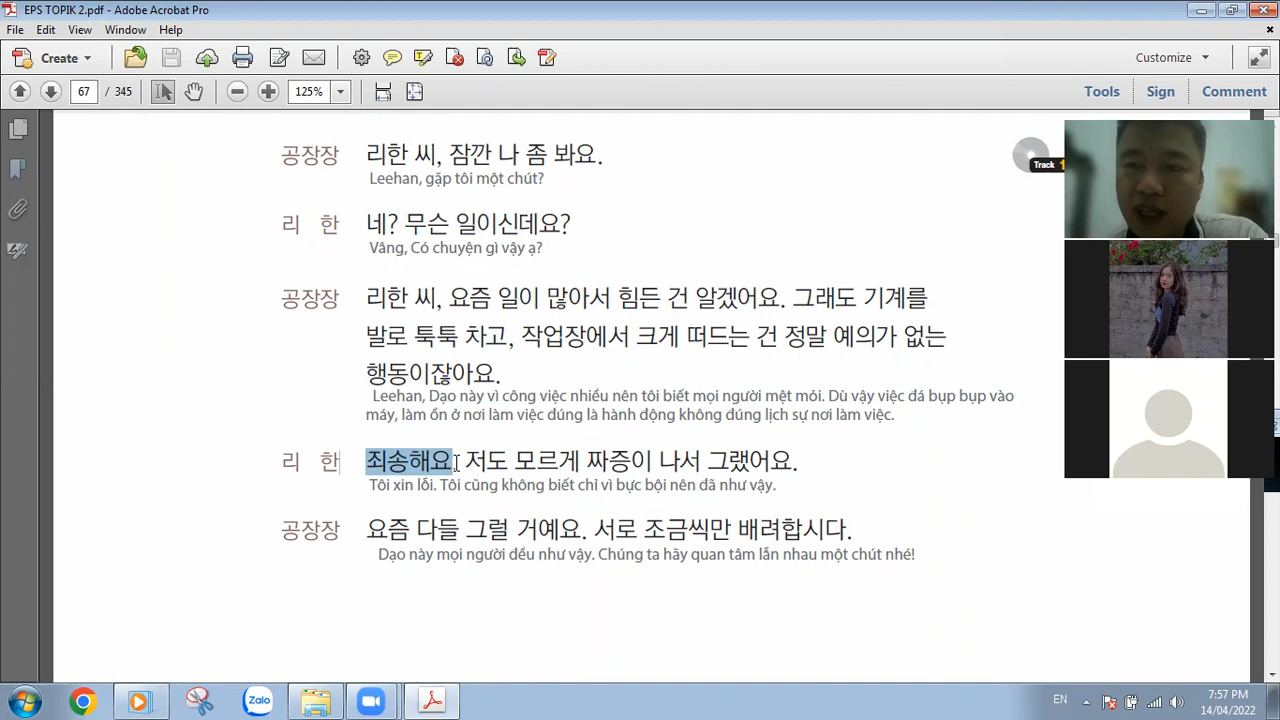 EPS TOPIK 2.pdf - Adobe Acrobat Pro
File Edit View Window Help
Create Customize
67 / 345 125% Tools Sign Comment
공장장 리한 씨, 잠깐 나 좀 봐요.
Leehan, gặp tôi một chút?
Track
리 한 네? 무슨 일이신데요?
Vâng, Có chuyện gì vậy ạ?
공장장 리한 씨, 요즘 일이 많아서 힘든 건 알겠어요. 그래도 기계를
발로 툭툭 차고, 작업장에서 크게 떠드는 건 정말 예의가 없는
행동이잖아요.
Leehan, Dạo này vì công việc nhiều nên tôi biết mọi người mệt mỏi. Dù vậy việc đá bụp bụp vào
máy, làm ồn ở nơi làm việc đúng là hành động không đúng lịch sự nơi làm việc.
리 한 죄송해요. 저도 모르게 짜증이 나서 그랬어요.
Tôi xin lỗi. Tôi cũng không biết chỉ vì bực bội nên đã như vậy.
공장장 요즘 다들 그럴 거예요. 서로 조금씩만 배려합시다.
Dạo này mọi người dều như vậy. Chúng ta hãy quan tâm lẫn nhau một chút nhé!
Zalo
EN
7:57 PM
14/04/2022